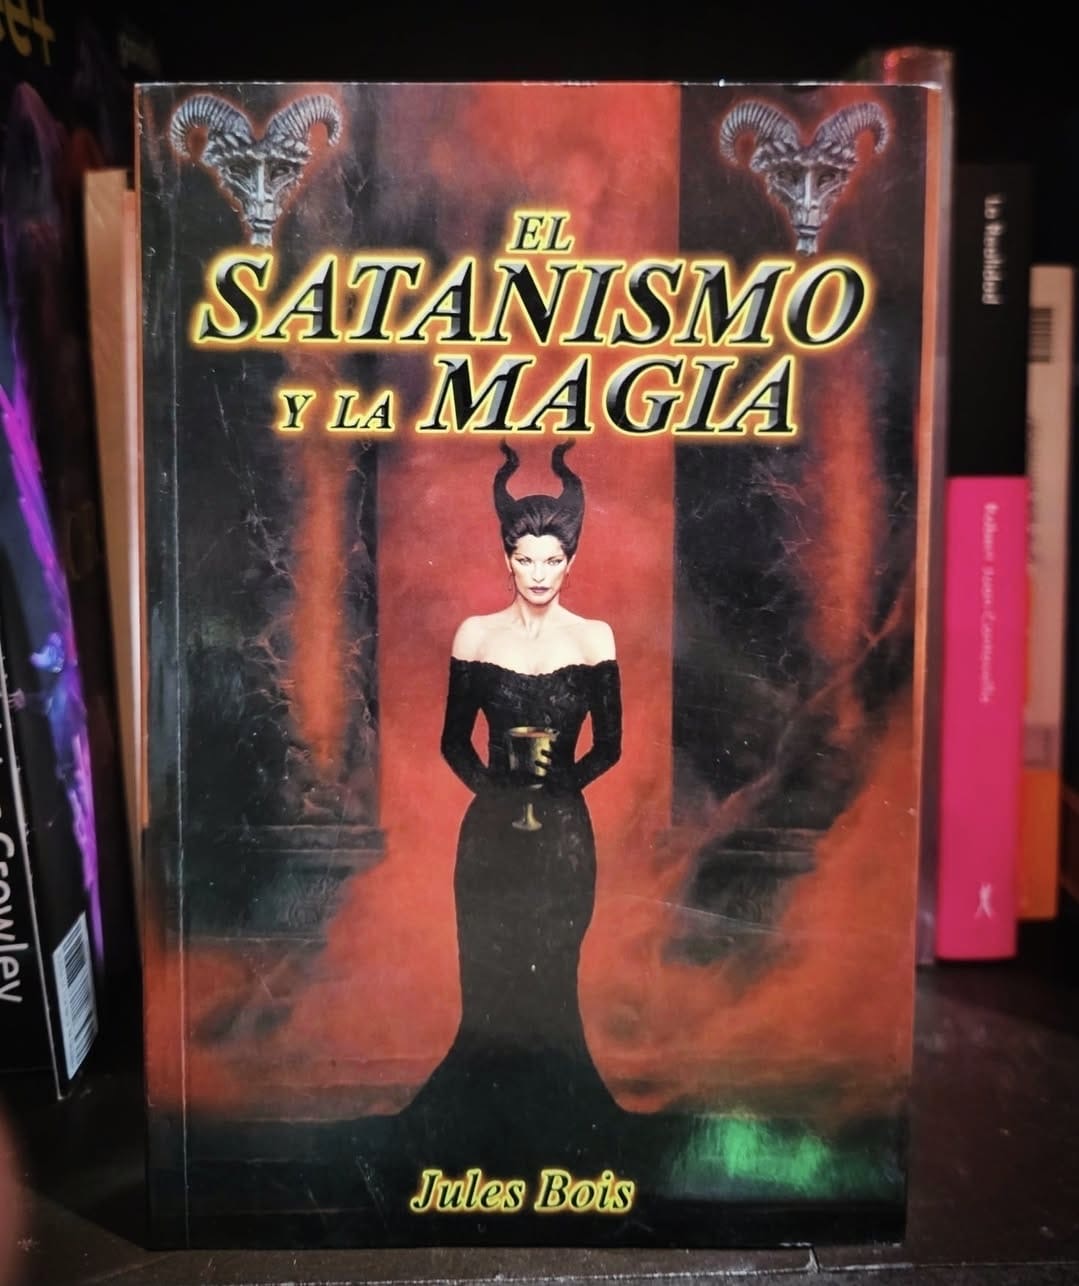 EL
SATANISMO
Y LA MAGIA
Jules Bois
Crowley
La Realidad